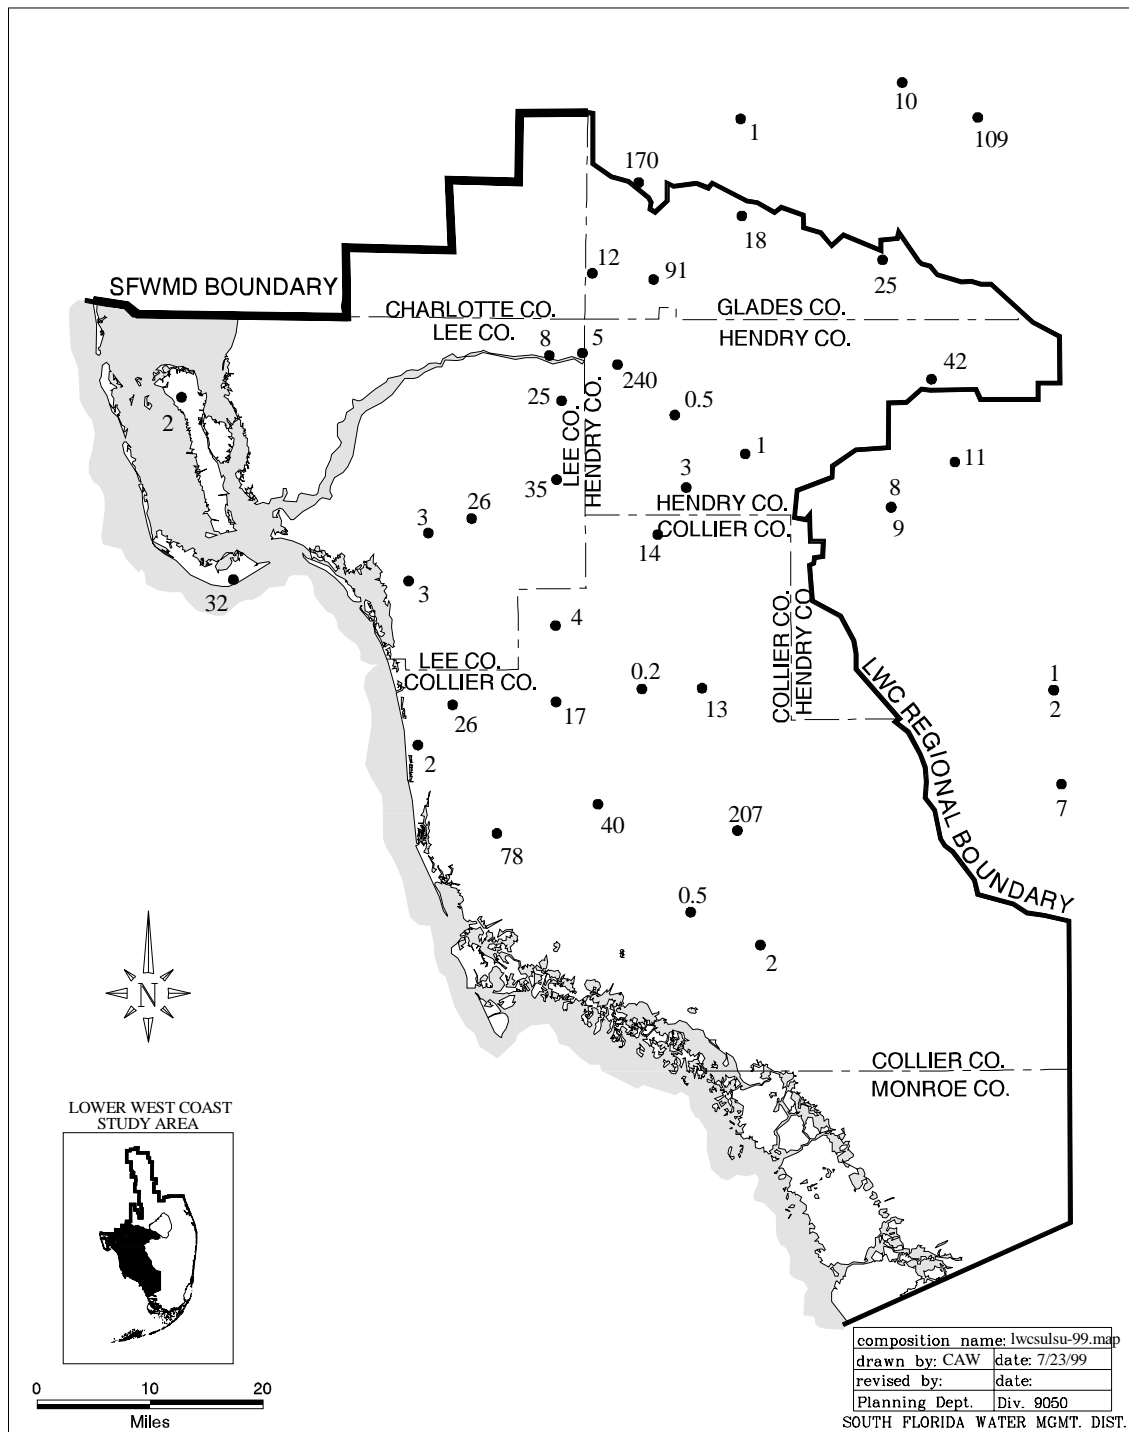 10
1
109
170
18
12
91
25
SFWMD BOUNDARY
CHARLOTTE CO.
GLADES CO.
LEE CO.
HENDRY CO.
8
5
240
42
25
0.5
2
LEE CO.
HENDRY CO.
1
11
35
3
26
3
HENDRY CO.
COLLIER CO.
8
9
14
32
3
4
COLLIER CO.
HENDRY CO.
LEE CO.
COLLIER CO.
0.2
13
17
26
LWC REGIONAL BOUNDARY
1
2
2
7
40
207
78
0.5
2
N
COLLIER CO.
MONROE CO.
LOWER WEST COAST
STUDY AREA
0 10 20
Miles
composition name: lwcsulsu-99.map
drawn by: CAW date: 7/23/99
revised by: date:
Planning Dept. Div. 9050
SOUTH FLORIDA WATER MGMT. DIST.